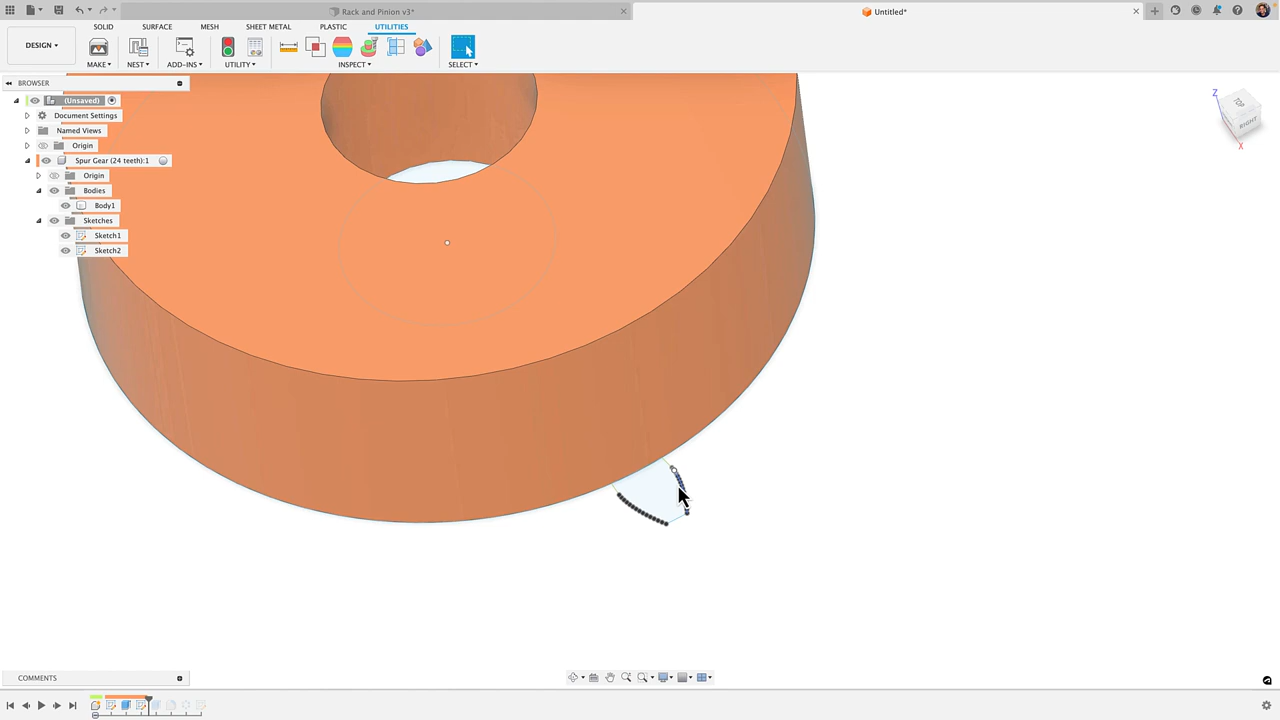 Rack and Pinion v3*
Untitled*
DESIGN
SOLID
SURFACE
MESH
SHEET METAL
PLASTIC
UTILITIES
MAKE
NEST
ADD-INS
UTILITY
INSPECT
SELECT
BROWSER
(Unsaved)
Document Settings
Named Views
Origin
Spur Gear (24 teeth):1
Origin
Bodies
Body1
Sketches
Sketch1
Sketch2
Z
TOP
RIGHT
X
COMMENTS